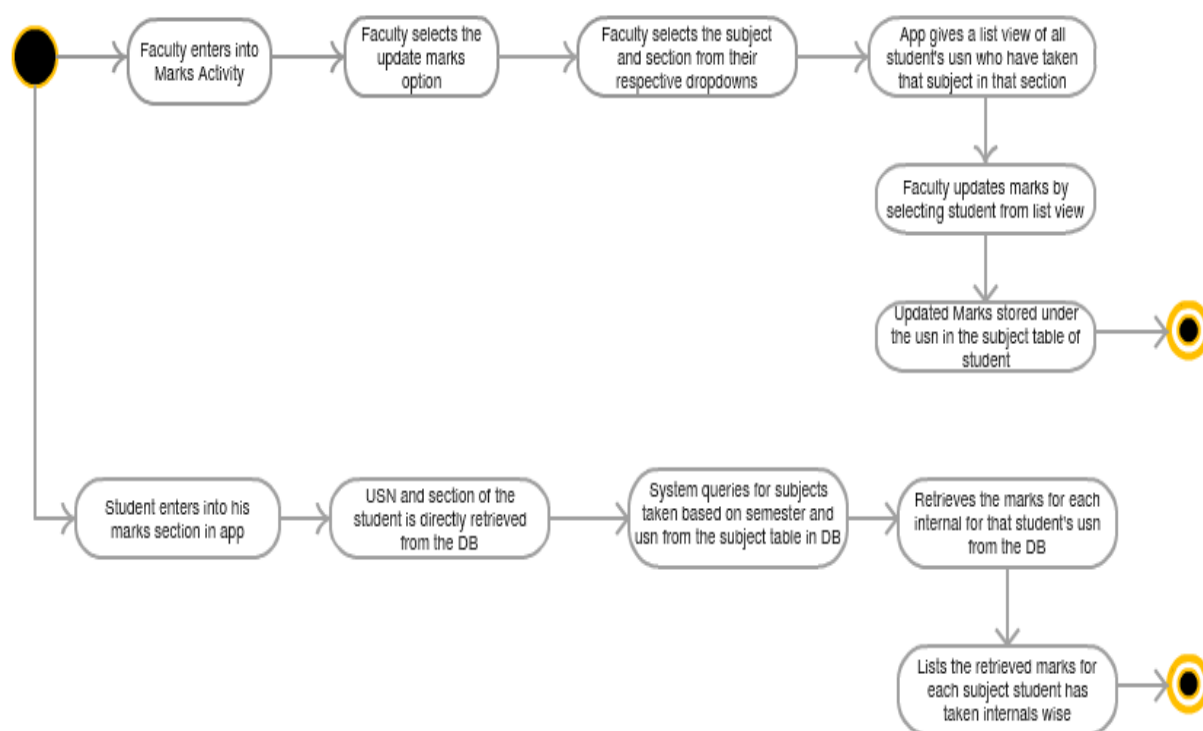 Faculty enters into
Marks Activity
Faculty selects the
update marks
option
Faculty selects the subject
and section from their
respective dropdowns
App gives a list view of all
student's usn who have taken
that subject in that section
Faculty updates marks by
selecting student from list view
Updated Marks stored under
the usn in the subject table of
student
Student enters into his
marks section in app
USN and section of the
student is directly retrieved
from the DB
System queries for subjects
taken based on semester and
usn from the subject table in DB
Retrieves the marks for each
internal for that student's usn
from the DB
Lists the retrieved marks for
each subject student has
taken internals wise